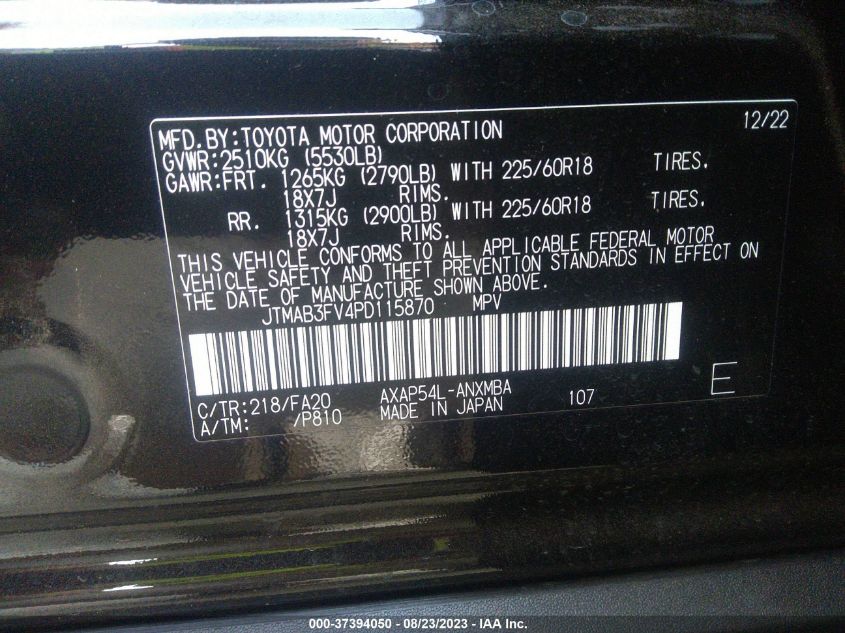 12/22
MFD.BY:TOYOTA MOTOR CORPORATION
GVWR:2510KG (5530LB)
GAWR:FRT. 1265KG (2790LB) WITH 225/60R18 TIRES.
18X7J RIMS.
RR. 1315KG (2900LB) WITH 225/60R18 TIRES.
18X7J RIMS.
THIS VEHICLE CONFORMS TO ALL APPLICABLE FEDERAL MOTOR
VEHICLE SAFETY AND THEFT PREVENTION STANDARDS IN EFFECT ON
THE DATE OF MANUFACTURE SHOWN ABOVE.
JTMAB3FV4PD115870 MPV
C/TR:218/FA20 AXAP54L-ANXMBA 107 E
A/TM: /P810 MADE IN JAPAN
000-37394050 - 08/23/2023 - IAA Inc.